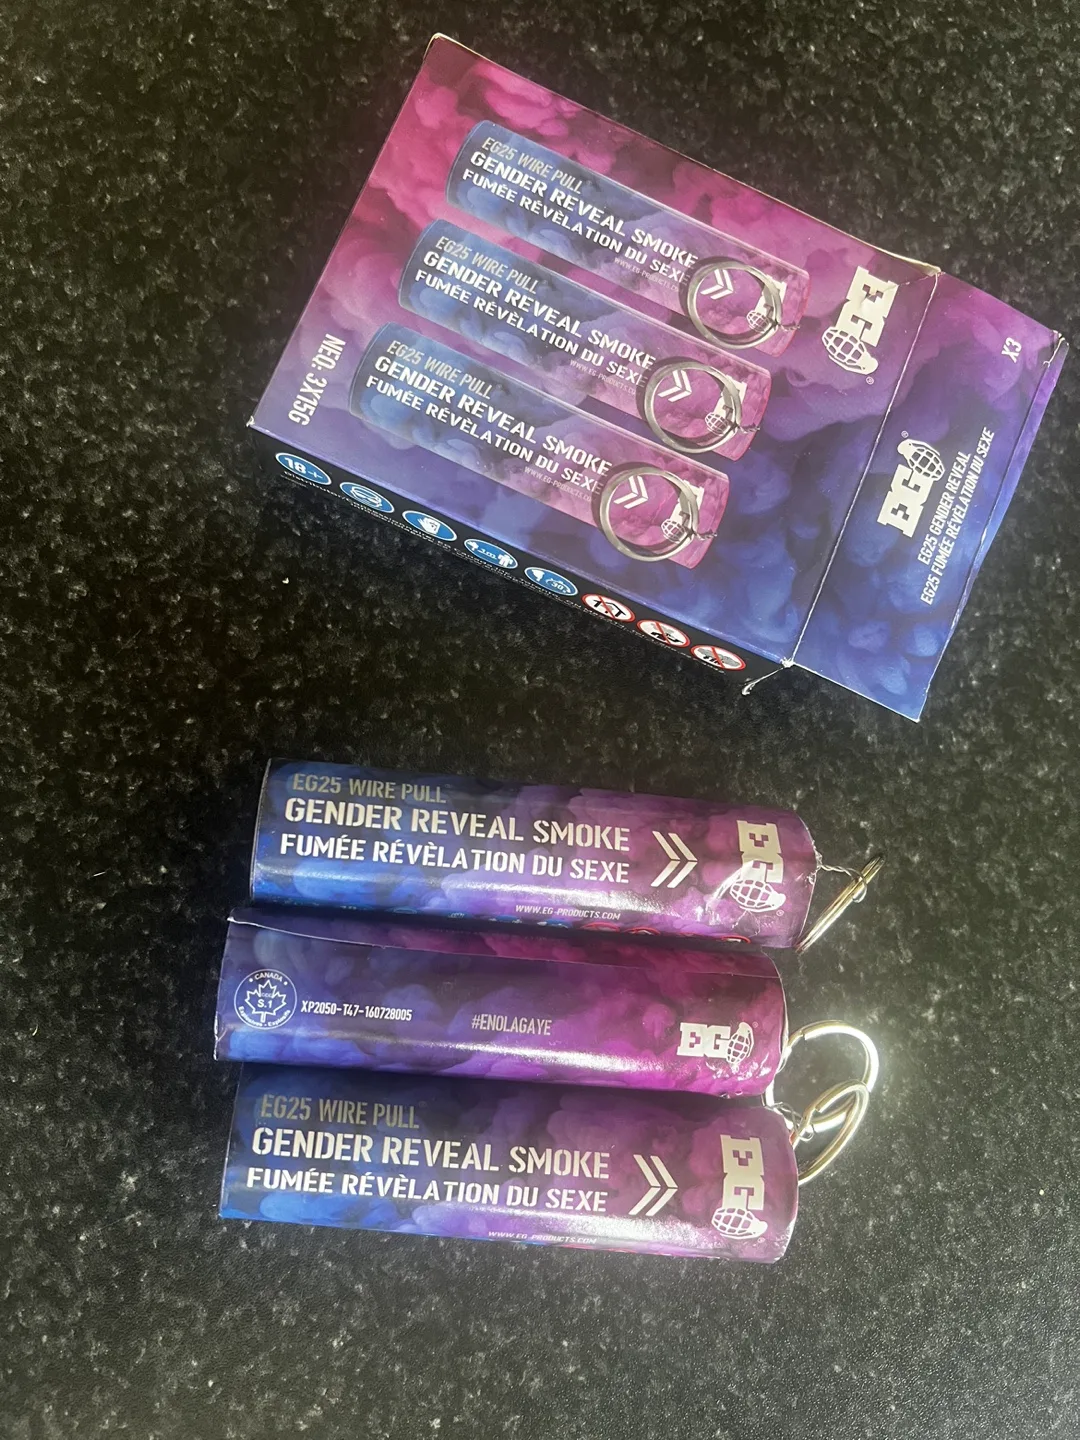 EG25 WIRE PULL
GENDER REVEAL SMOKE
FUMÉE RÉVÈLATION DU SEXE
EG
EG25 WIRE PULL
GENDER REVEAL SMOKE
FUMÉE RÉVÈLATION DU SEXE
EG25 WIRE PULL
GENDER REVEAL SMOKE
FUMÉE RÉVÈLATION DU SEXE
NEQ: 3X15G
EG
®
X3
EG
®
EG25 GENDER REVEAL
EG25 FUMÉE RÉVÈLATION DU SEXE
18+
EG25 WIRE PULL
GENDER REVEAL SMOKE
FUMÉE RÉVÈLATION DU SEXE
WWW.EG-PRODUCTS.COM
EG
CANADA
S.1
XP2050-T47-160728005
#ENOLAGAYE
EG
EG25 WIRE PULL
GENDER REVEAL SMOKE
FUMÉE RÉVÈLATION DU SEXE
WWW.EG-PRODUCTS.COM
EG